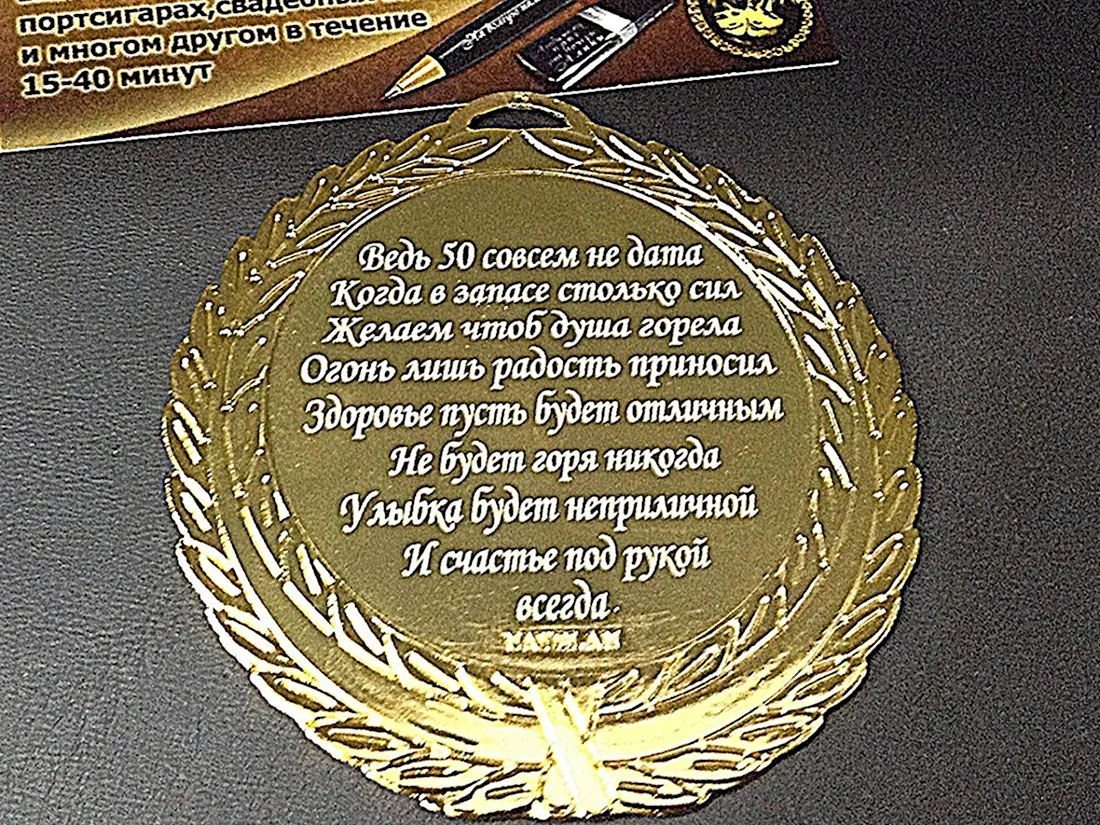 портсигарах,свадебных
и многом другом в течение
15-40 минут
Ведь 50 совсем не дата
Когда в запасе столько сил
Желаем чтоб душа горела
Огонь лишь радость приносил
Здоровье пусть будет отличным
Не будет горя никогда
Улыбка будет неприличной
И счастье под рукой
всегда.